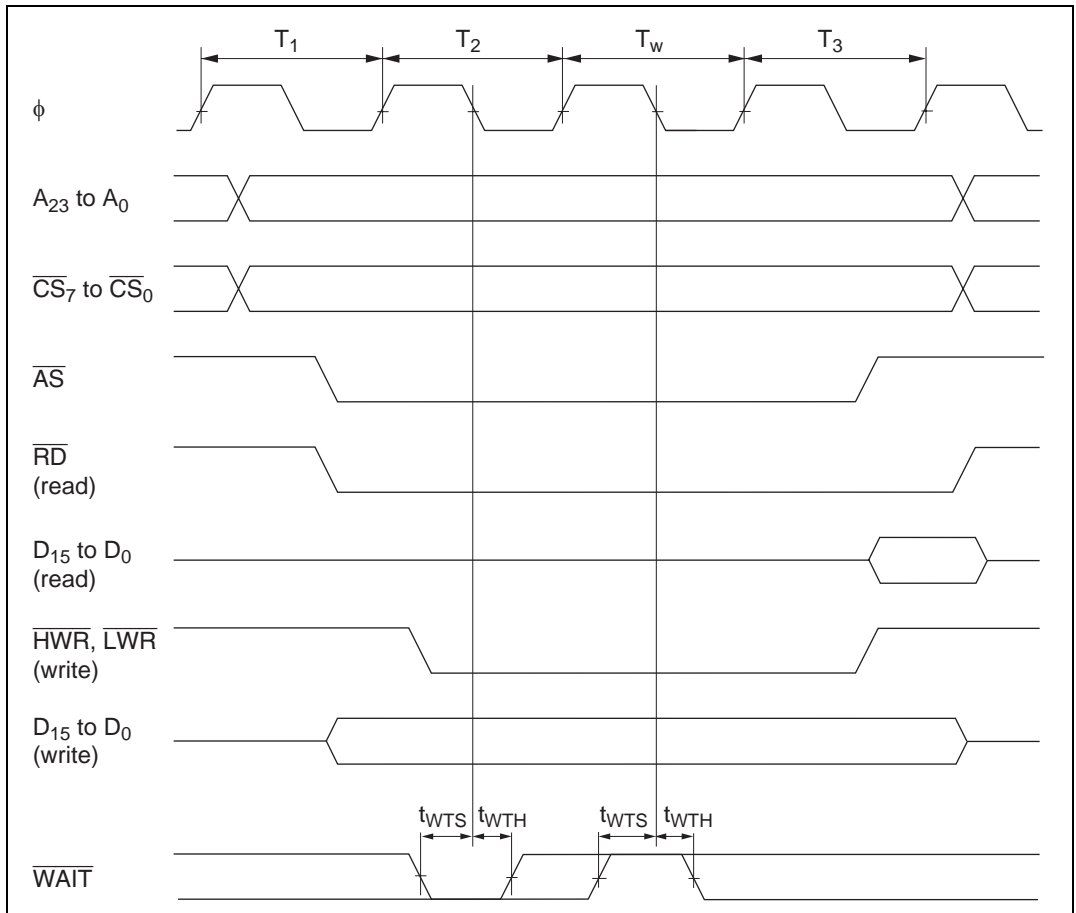 T1 T2 Tw T3
ϕ
A23 to A0
CS7 to CS0
AS
RD
(read)
D15 to D0
(read)
HWR, LWR
(write)
D15 to D0
(write)
tWTS tWTH tWTS tWTH
WAIT